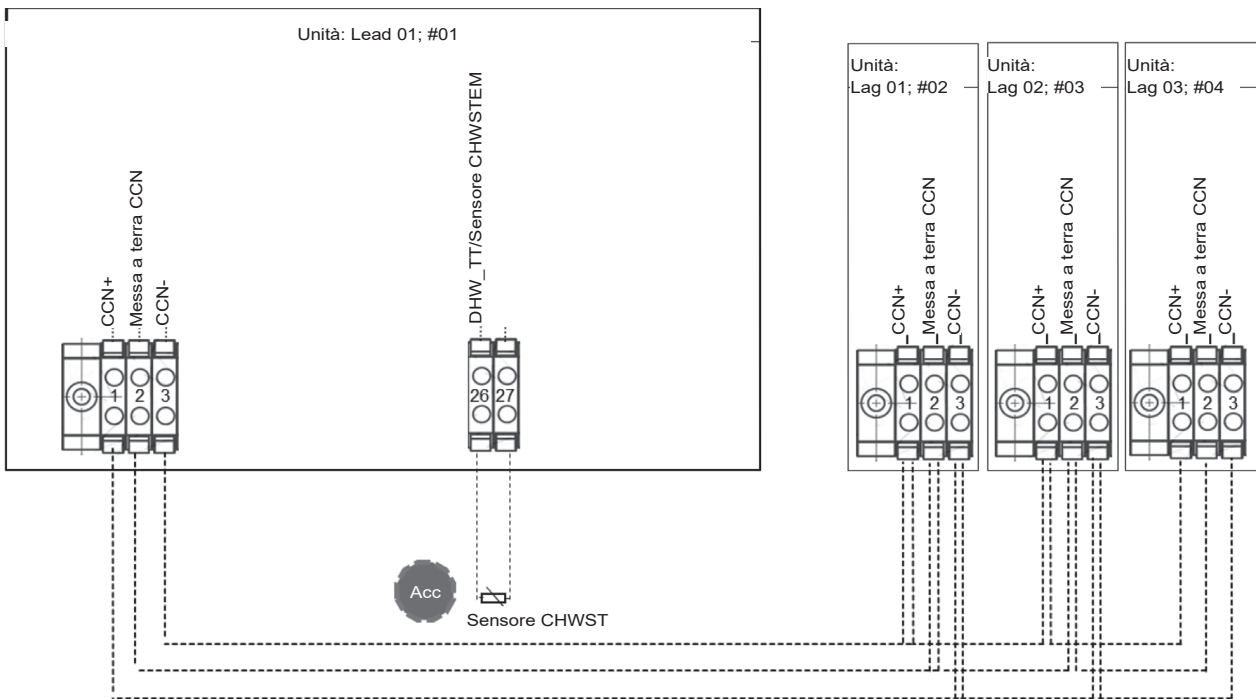 Unità: Lead 01; #01
CCN+
Messa a terra CCN
CCN-
DHW_TT/Sensore CHWSTEM
1
2
3
26
27
Acc
Sensore CHWST
Unità:
Lag 01; #02
CCN+
Messa a terra CCN
CCN-
1
2
3
Unità:
Lag 02; #03
CCN+
Messa a terra CCN
CCN-
1
2
3
Unità:
Lag 03; #04
CCN+
Messa a terra CCN
CCN-
1
2
3